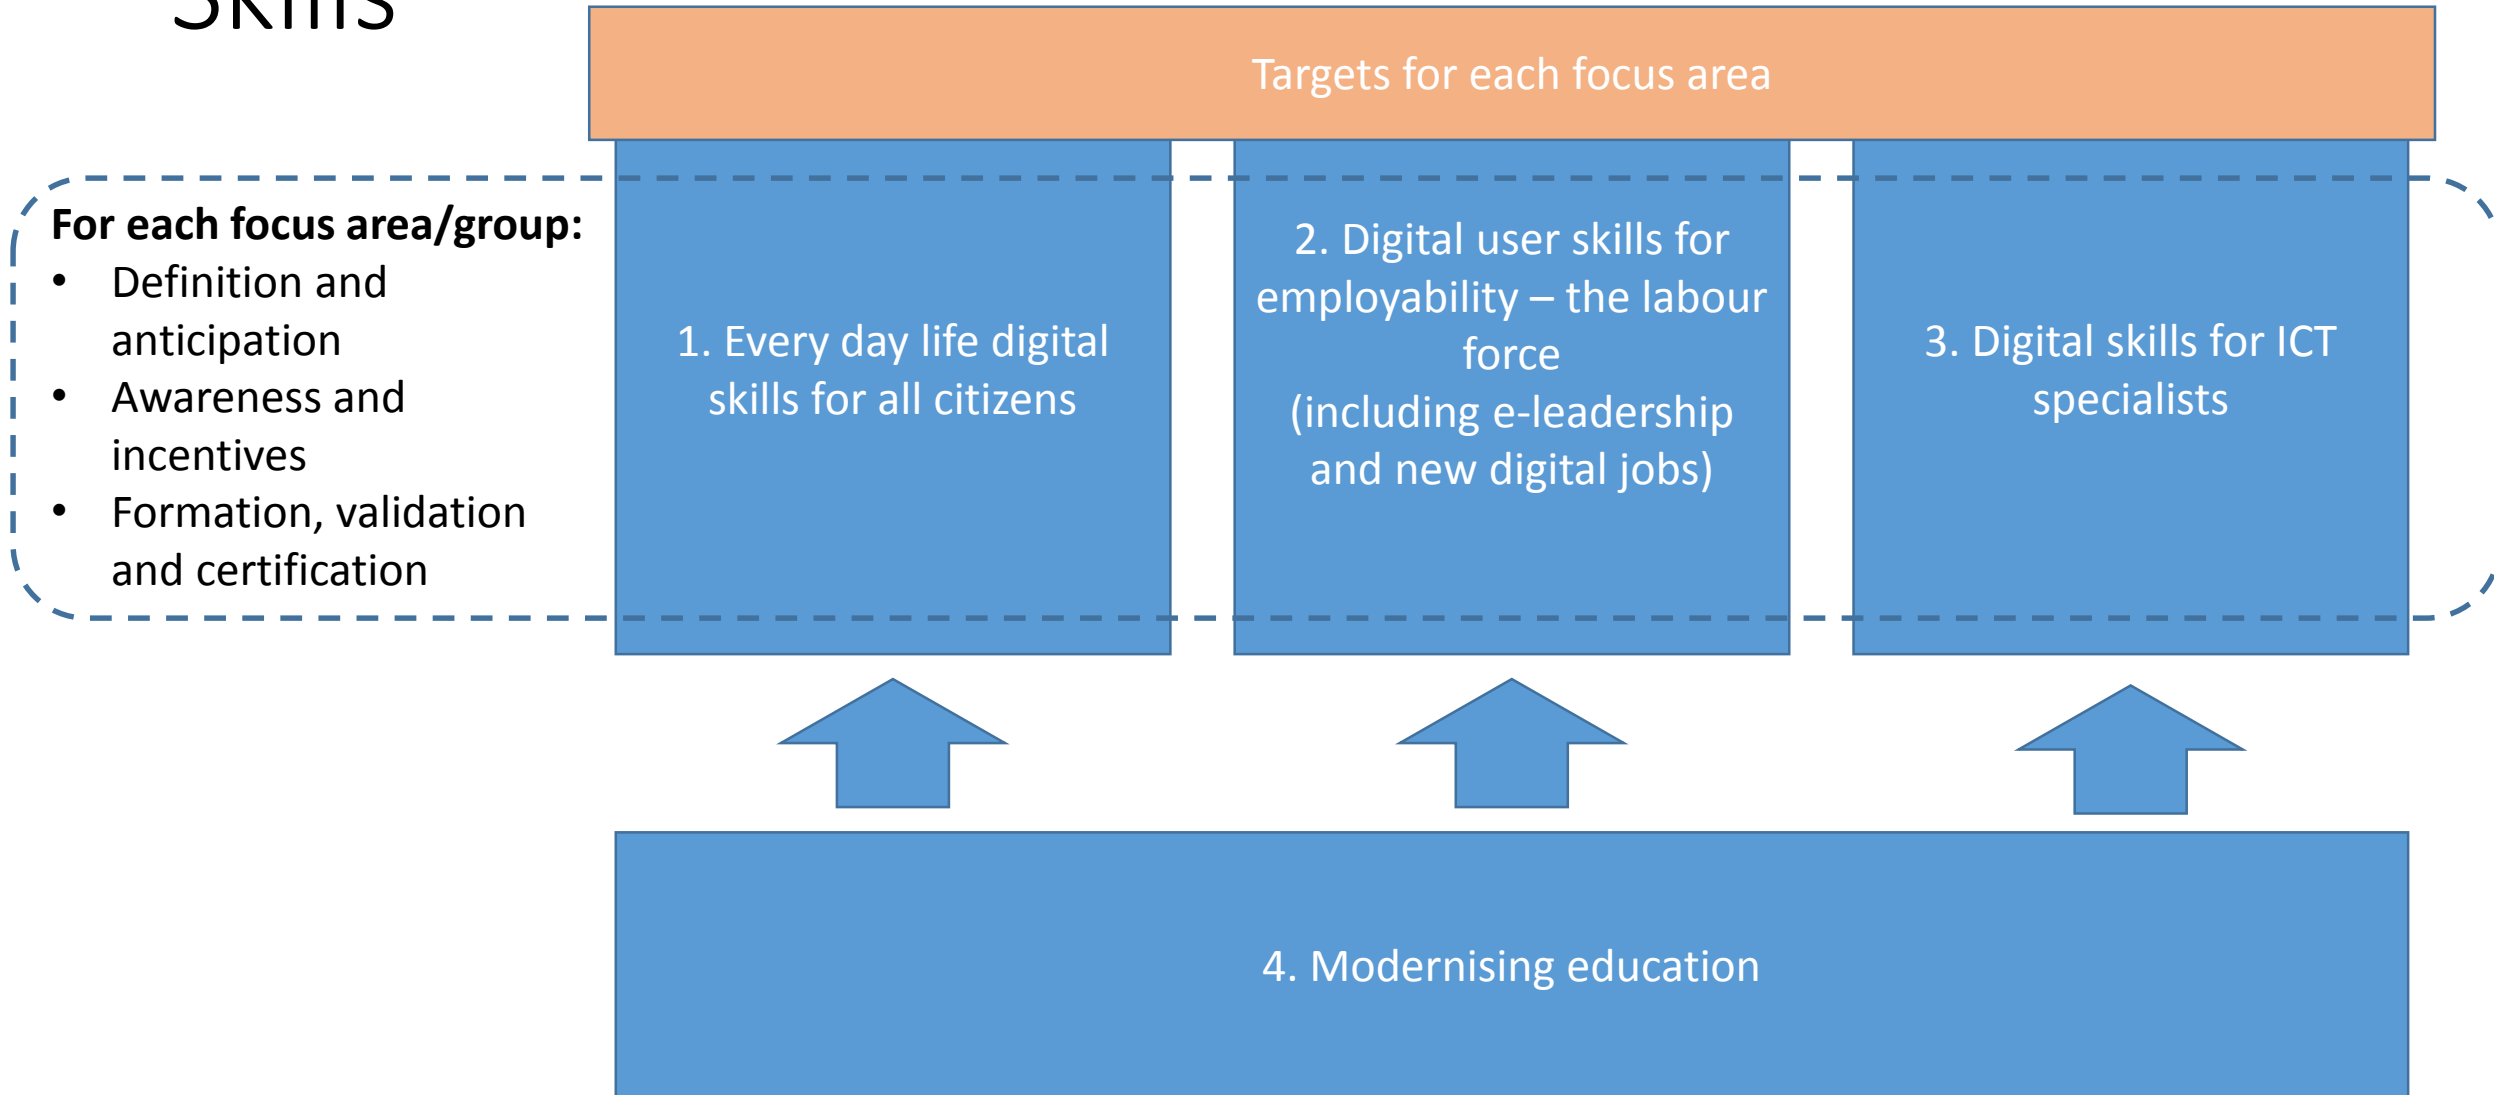 Skills
Targets for each focus area
For each focus area/group:
• Definition and
anticipation
• Awareness and
incentives
• Formation, validation
and certification
1. Every day life digital
skills for all citizens
2. Digital user skills for
employability – the labour
force
(including e-leadership
and new digital jobs)
3. Digital skills for ICT
specialists
4. Modernising education